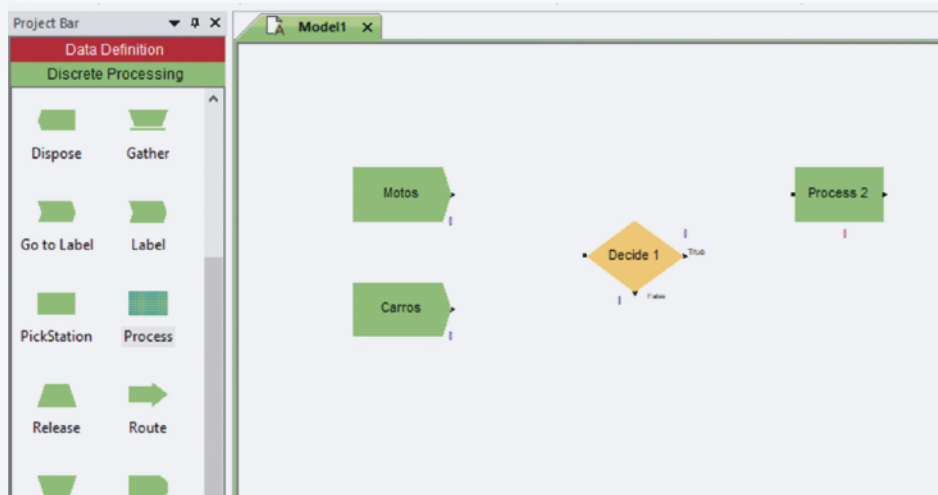 Project Bar
Data Definition
Discrete Processing
Dispose
Gather
Go to Label
Label
PickStation
Process
Release
Route
Model1
Motos
Carros
Decide 1
True
False
Process 2